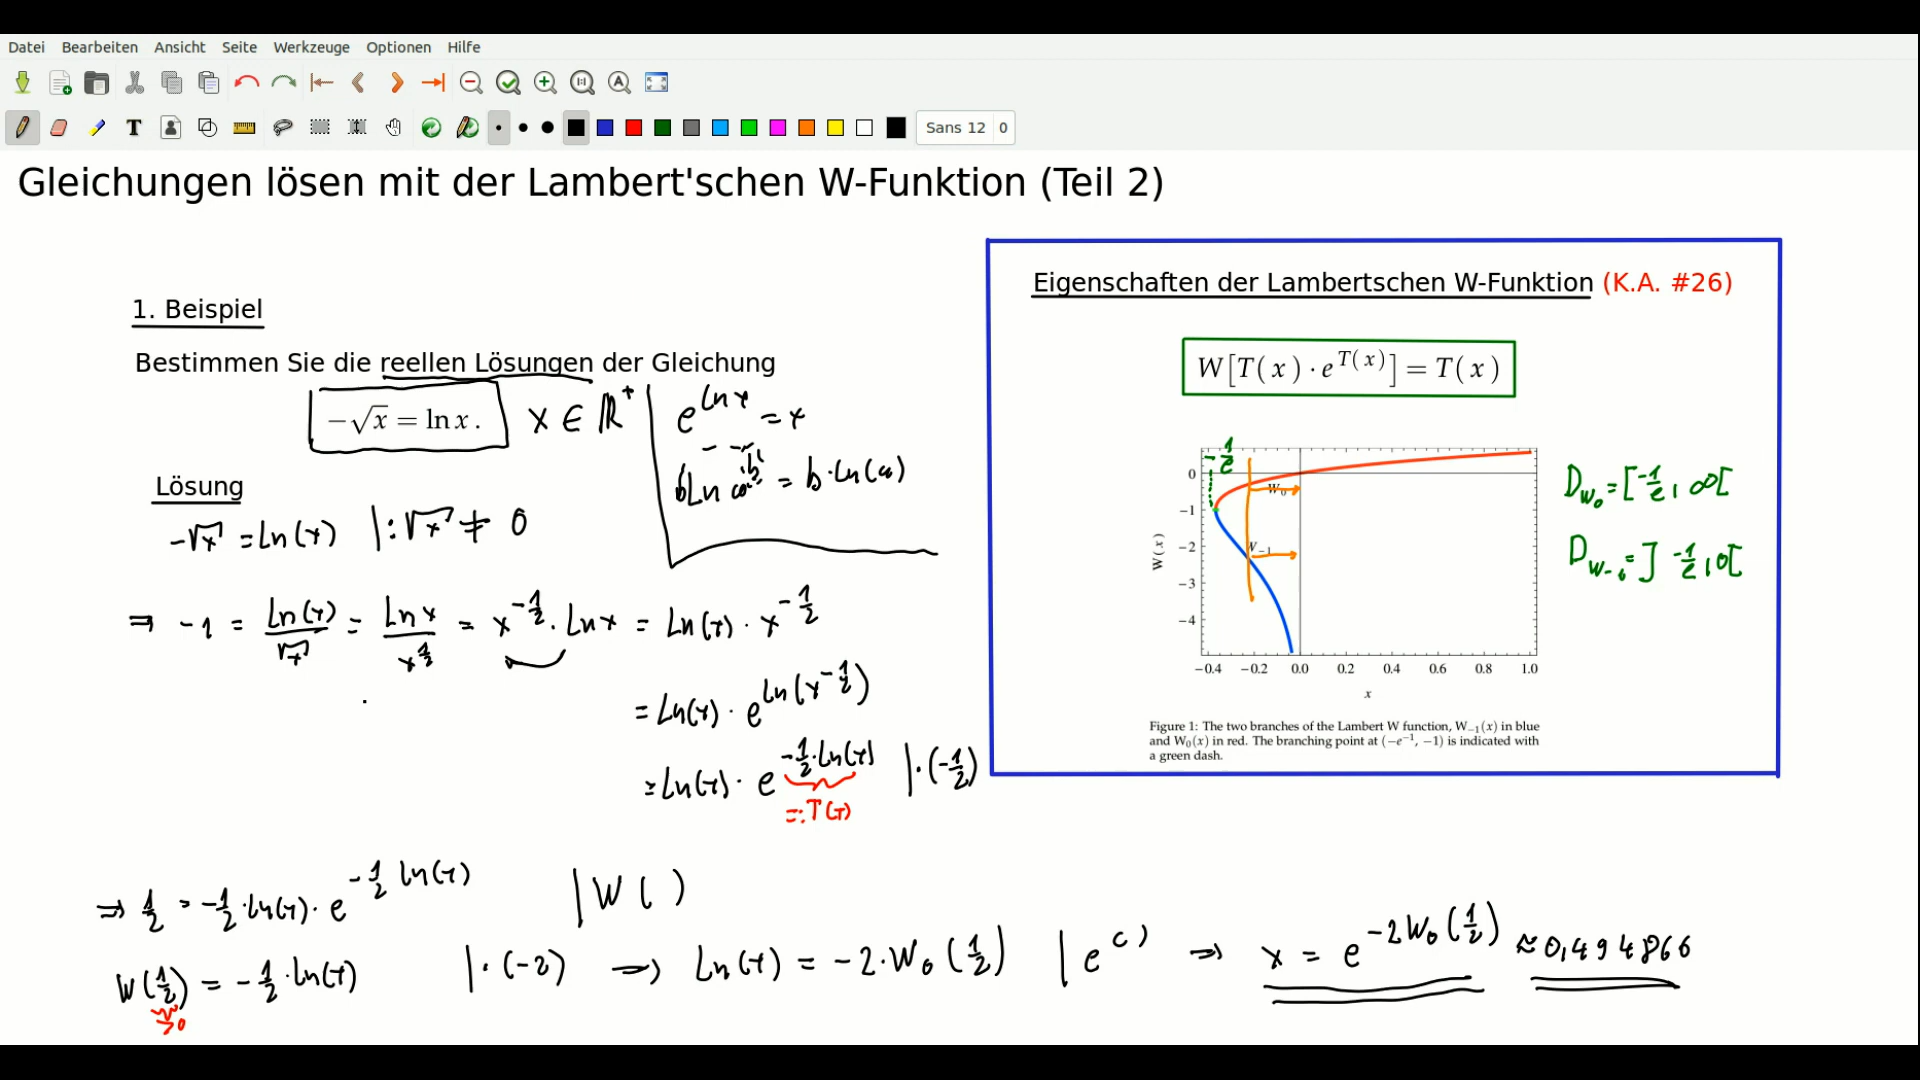 Datei Bearbeiten Ansicht Seite Werkzeuge Optionen Hilfe
Sans 12 0
Gleichungen lösen mit der Lambert'schen W-Funktion (Teil 2)
1. Beispiel
Bestimmen Sie die reellen Lösungen der Gleichung
−√x = ln x . x ∈ ℝ⁺
e^(ln x) = x
ln(a^b) = b·ln(a)
Lösung
-√x = ln(x) | :√x ≠ 0
⇒ -1 = ln(x)/√x = ln x/x^(1/2) = x^(-1/2) · ln x = ln(x) · x^(-1/2)
= ln(x) · e^(ln(x^(-1/2)))
= ln(x) · e^(-1/2·ln(x)) | ·(-1/2)
=: T(x)
⇒ 1/2 = -1/2·ln(x)· e^(-1/2 ln(x)) | W( )
W(1/2) = -1/2·ln(x) | ·(-2) ⇒ ln(x) = -2·W₀(1/2) | e^( ) ⇒ x = e^(-2W₀(1/2)) ≈ 0,494866
>0
Eigenschaften der Lambertschen W-Funktion (K.A. #26)
W[T(x) · e^T(x)] = T(x)
-1/e
W₀
W₋₁
W(x)
0
−1
−2
−3
−4
−0.4 −0.2 0.0 0.2 0.4 0.6 0.8 1.0
x
D_W₀ = [-1/e, ∞[
D_W₋₁ = ]-1/e, 0[
Figure 1: The two branches of the Lambert W function, W₋₁(x) in blue
and W₀(x) in red. The branching point at (−e⁻¹, −1) is indicated with
a green dash.